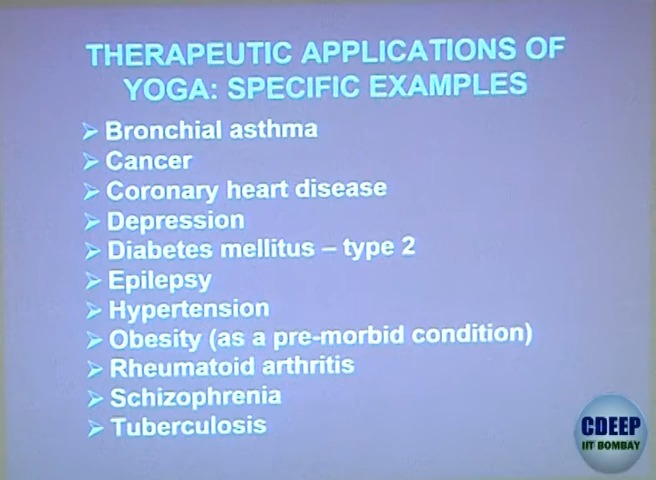 THERAPEUTIC APPLICATIONS OF
YOGA: SPECIFIC EXAMPLES
➢ Bronchial asthma
➢ Cancer
➢ Coronary heart disease
➢ Depression
➢ Diabetes mellitus – type 2
➢ Epilepsy
➢ Hypertension
➢ Obesity (as a pre-morbid condition)
➢ Rheumatoid arthritis
➢ Schizophrenia
➢ Tuberculosis
CDEEP
IIT BOMBAY